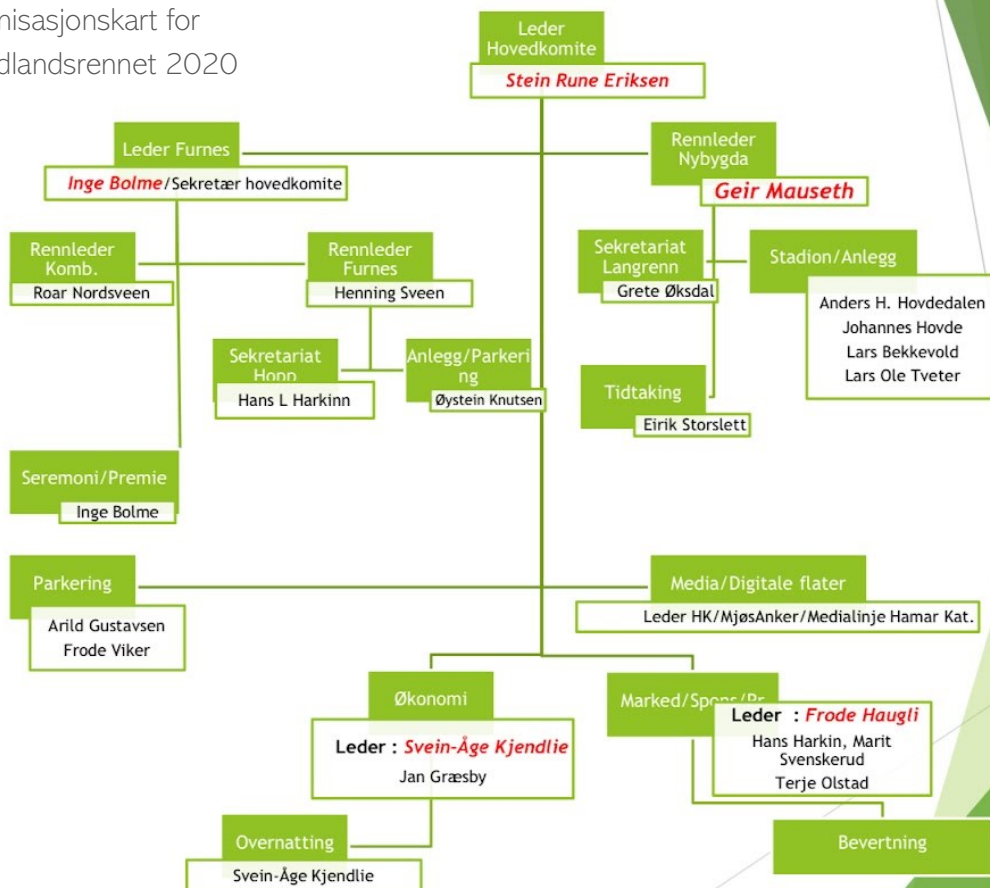 nisasjonskart for
dlandsrennet 2020
Leder
Hovedkomite
Stein Rune Eriksen
Leder Furnes
Inge Bolme/Sekretær hovedkomite
Rennleder
Nybygda
Geir Mauseth
Rennleder
Komb.
Roar Nordsveen
Rennleder
Furnes
Henning Sveen
Sekretariat
Langrenn
Grete Øksdal
Stadion/Anlegg
Anders H. Hovdedalen
Johannes Hovde
Lars Bekkevold
Lars Ole Tveter
Sekretariat
Hopp
Hans L Harkinn
Anlegg/Parkeri
ng
Øystein Knutsen
Tidtaking
Eirik Storslett
Seremoni/Premie
Inge Bolme
Parkering
Arild Gustavsen
Frode Viker
Media/Digitale flater
Leder HK/MjøsAnker/Medialinje Hamar Kat.
Økonomi
Leder : Svein-Åge Kjendlie
Jan Græsby
Marked/Spons/Pr
Leder : Frode Haugli
Hans Harkin, Marit
Svenskerud
Terje Olstad
Overnatting
Svein-Åge Kjendlie
Bevertning